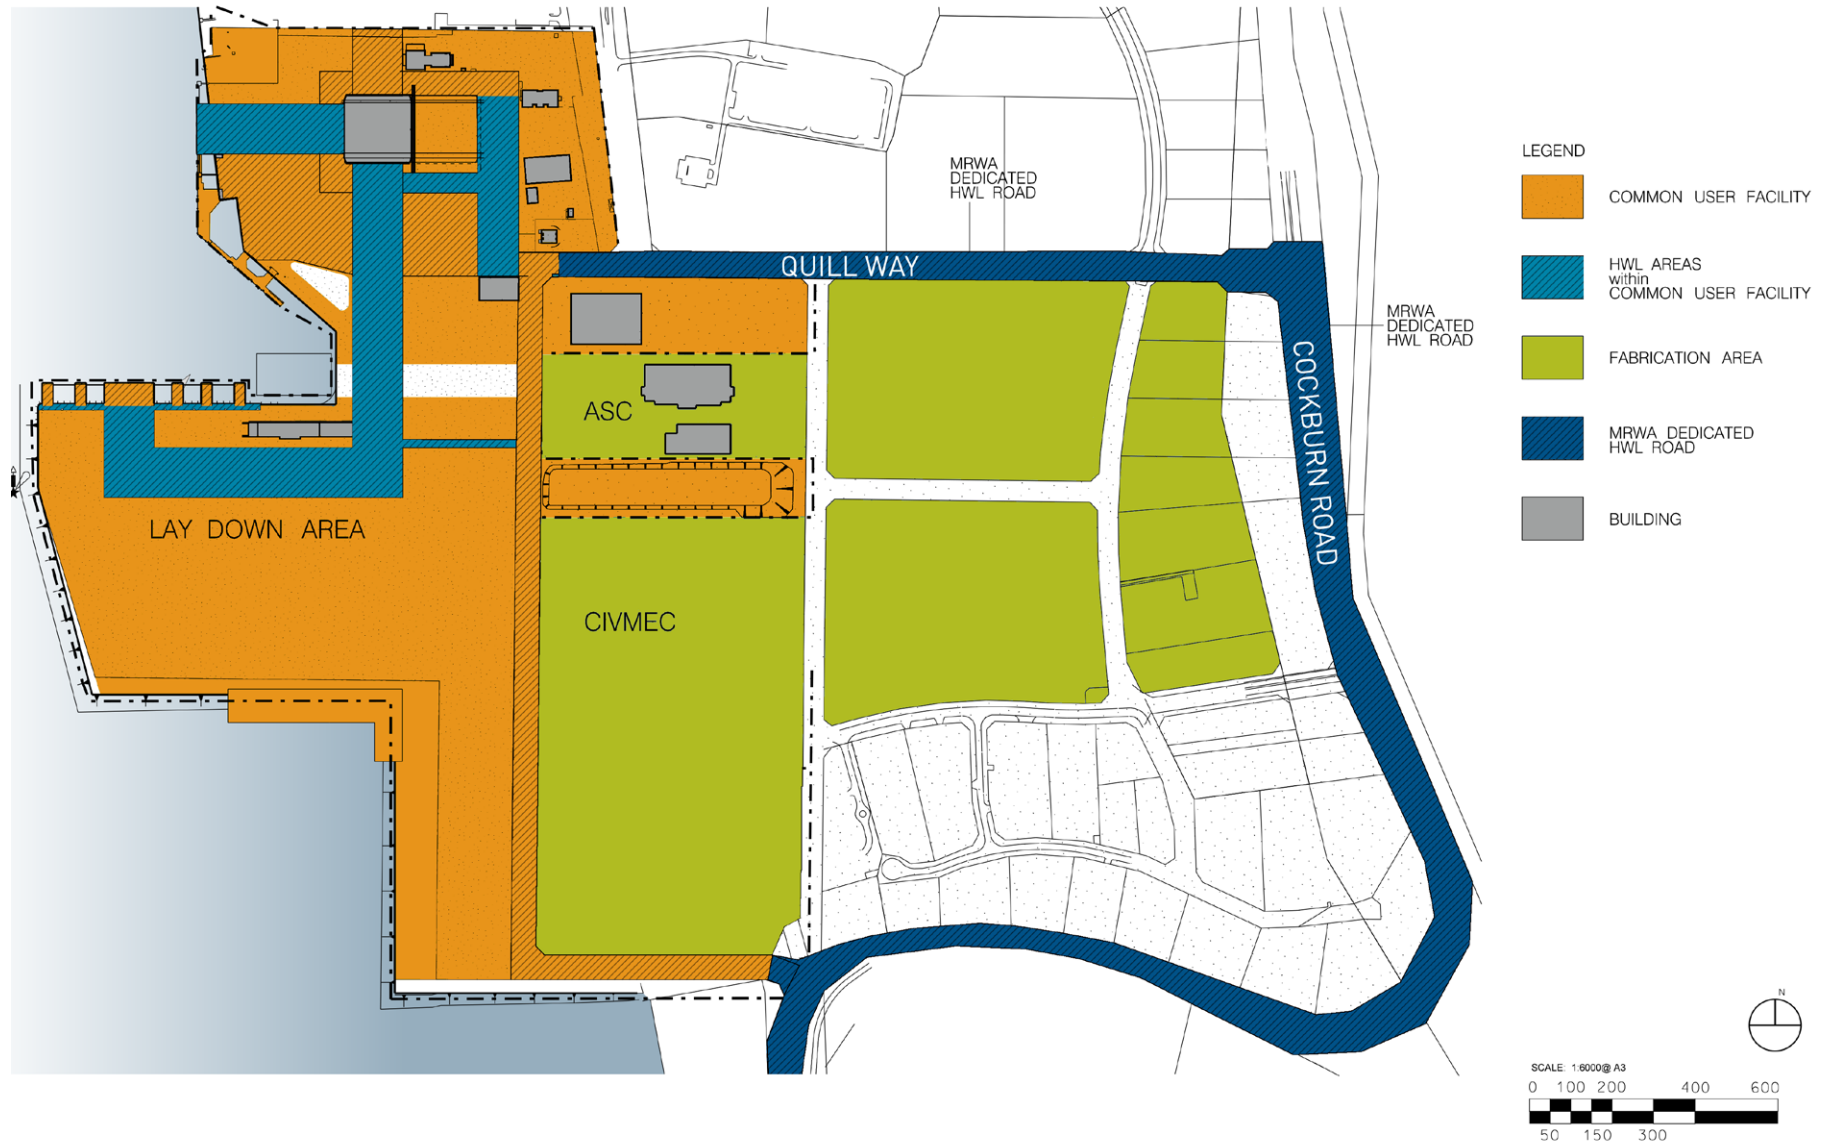 MRWA
DEDICATED
HWL ROAD
QUILL WAY
MRWA
DEDICATED
HWL ROAD
COCKBURN ROAD
ASC
LAY DOWN AREA
CIVMEC
LEGEND
COMMON USER FACILITY
HWL AREAS
within
COMMON USER FACILITY
FABRICATION AREA
MRWA DEDICATED
HWL ROAD
BUILDING
N
SCALE: 1:6000@ A3
0 100 200 400 600
50 150 300